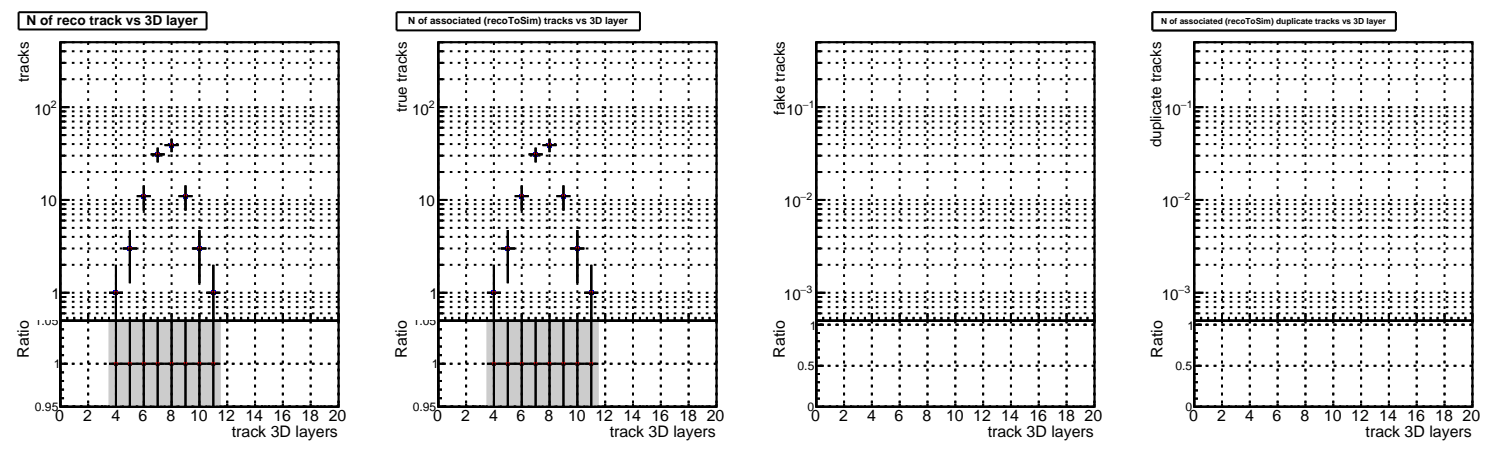 N of reco track vs 3D layer
tracks
10²
10
1
1.05
Ratio
1
0.95
0 2 4 6 8 10 12 14 16 18 20
track 3D layers
N of associated (recoToSim) tracks vs 3D layer
true tracks
10²
10
1
1.05
Ratio
1
0.95
0 2 4 6 8 10 12 14 16 18 20
track 3D layers
fake tracks
10⁻¹
10⁻²
10⁻³
Ratio
1
0.5
0
0 2 4 6 8 10 12 14 16 18 20
track 3D layers
N of associated (recoToSim) duplicate tracks vs 3D layer
duplicate tracks
10⁻¹
10⁻²
10⁻³
Ratio
1
0.5
0
0 2 4 6 8 10 12 14 16 18 20
track 3D layers